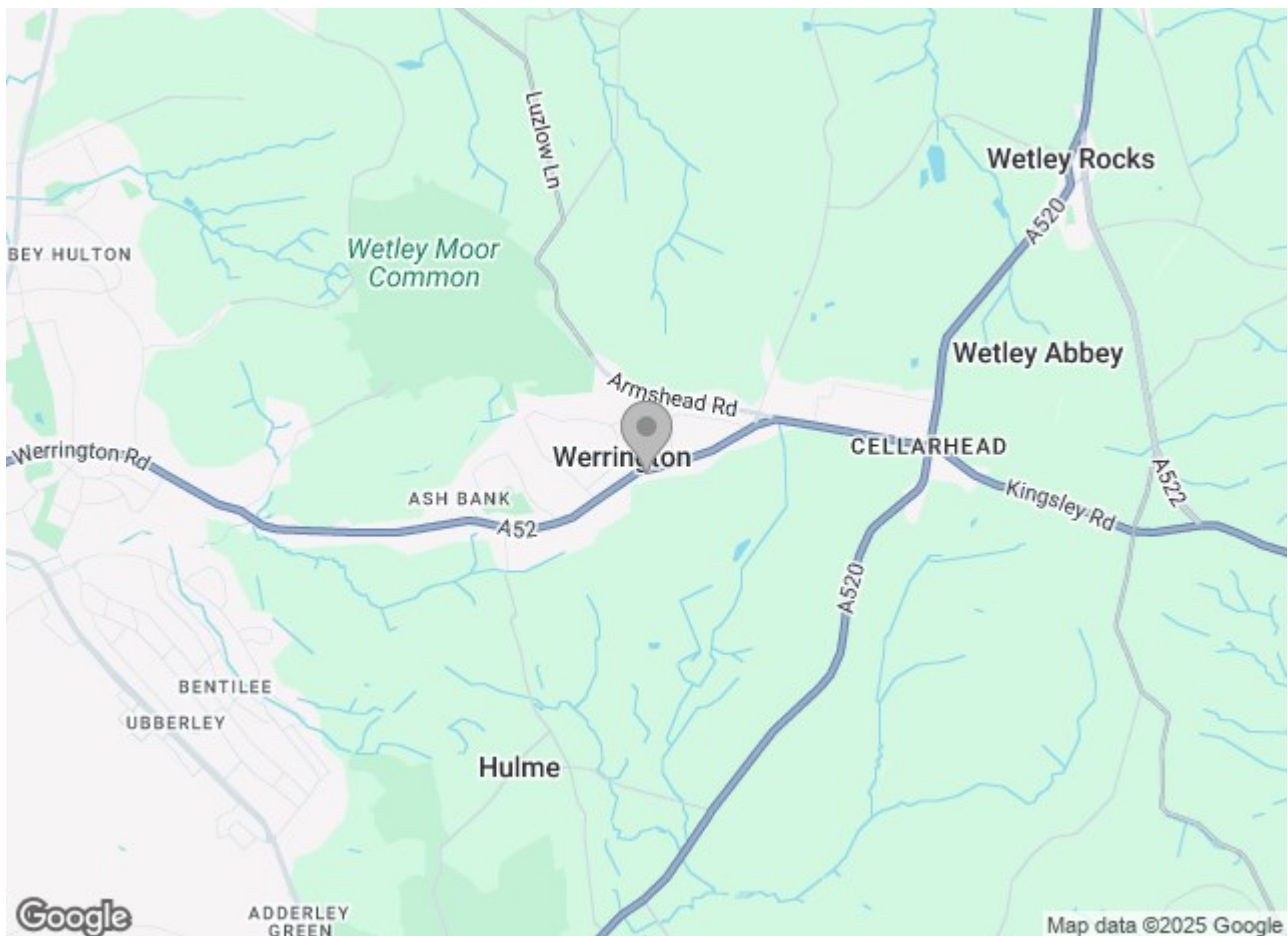 Luzlow Ln
Wetley Rocks
A520
BEY HULTON
Wetley Moor
Common
Wetley Abbey
Armshead Rd
Werrington Rd
Werrington
CELLARHEAD
ASH BANK
A52
Kingsley Rd
A522
A520
BENTILEE
UBBERLEY
Hulme
ADDERLEY
GREEN
Google
Map data ©2025 Google